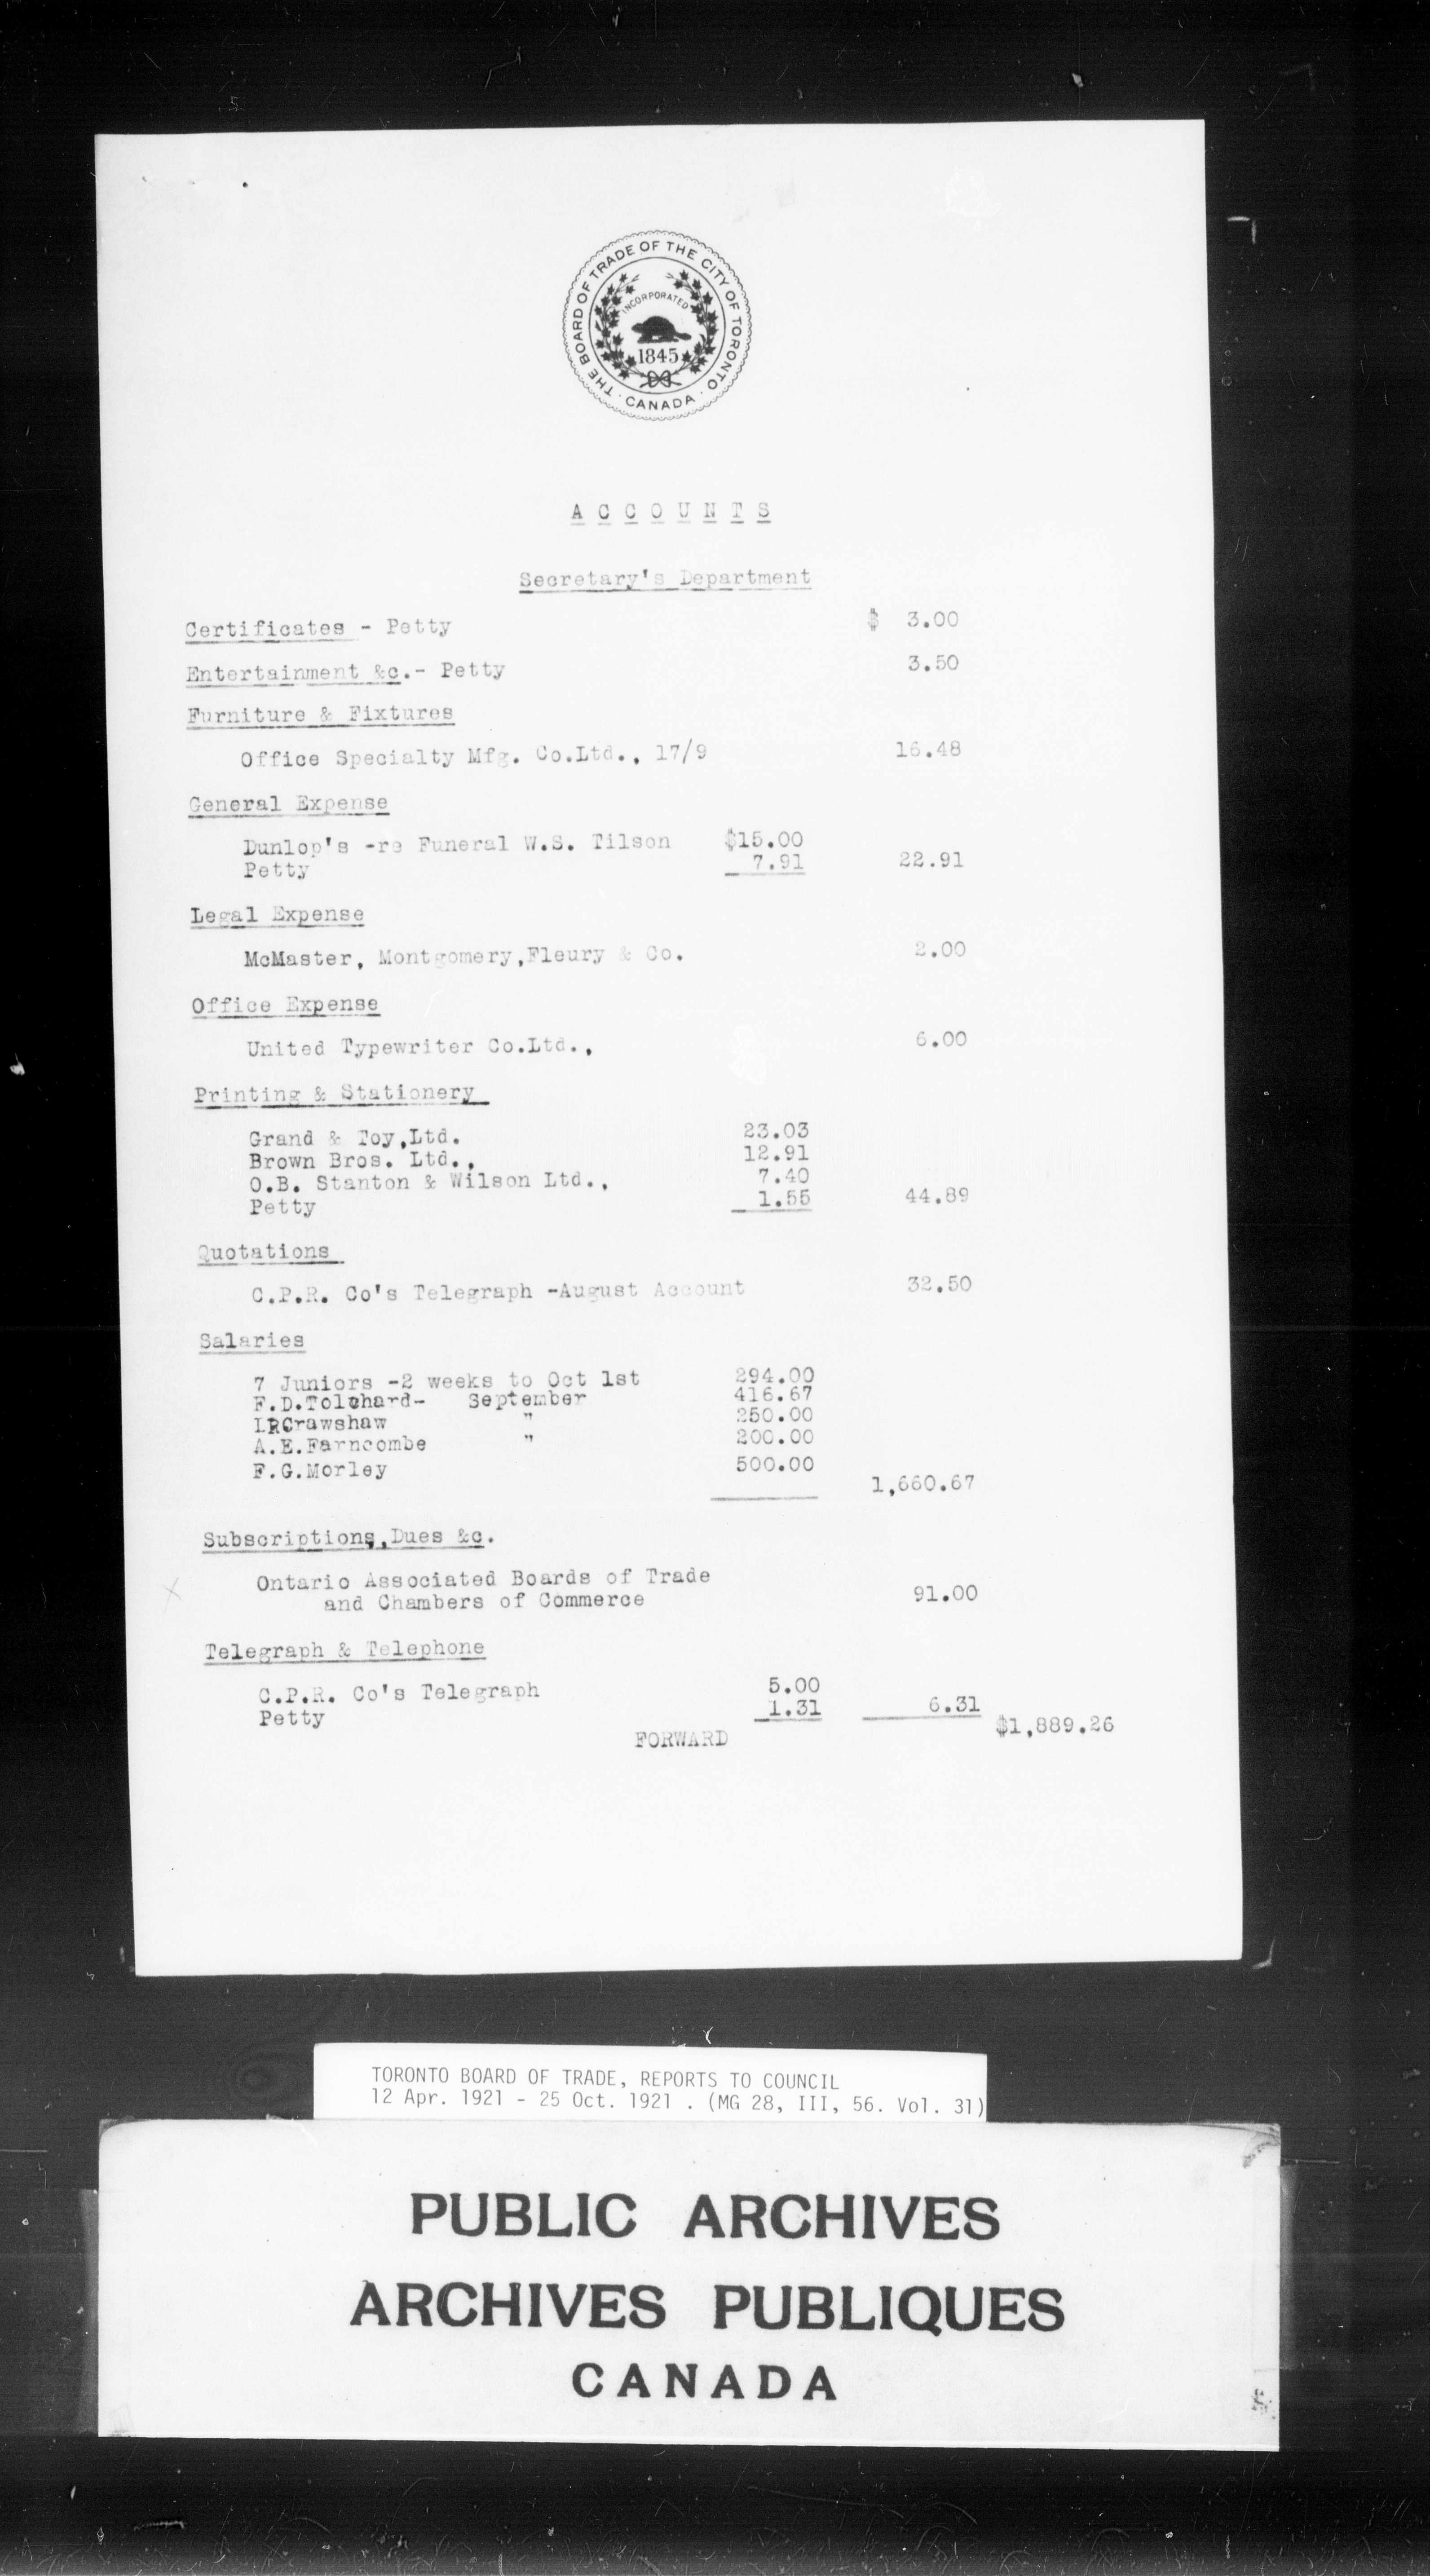 THE BOARD OF TRADE OF THE CITY OF TORONTO · CANADA ·
INCORPORATED
1845
ACCOUNTS
Secretary's Department
Certificates - Petty $ 3.00
Entertainment &c.- Petty 3.50
Furniture & Fixtures
Office Specialty Mfg. Co.Ltd., 17/9 16.48
General Expense
Dunlop's -re Funeral W.S. Tilson $15.00
Petty 7.91 22.91
Legal Expense
McMaster, Montgomery,Fleury & Co. 2.00
Office Expense
United Typewriter Co.Ltd., 6.00
Printing & Stationery
Grand & Toy,Ltd. 23.03
Brown Bros. Ltd., 12.91
O.B. Stanton & Wilson Ltd., 7.40
Petty 1.55 44.89
Quotations
C.P.R. Co's Telegraph -August Account 32.50
Salaries
7 Juniors -2 weeks to Oct 1st 294.00
F.D.Tolchard- September 416.67
LRCrawshaw " 250.00
A.E.Farncombe " 200.00
F.G.Morley 500.00
1,660.67
Subscriptions,Dues &c.
Ontario Associated Boards of Trade
and Chambers of Commerce 91.00
Telegraph & Telephone
C.P.R. Co's Telegraph 5.00
Petty 1.31 6.31
FORWARD $1,889.26
TORONTO BOARD OF TRADE, REPORTS TO COUNCIL
12 Apr. 1921 - 25 Oct. 1921 . (MG 28, III, 56. Vol. 31)
PUBLIC ARCHIVES
ARCHIVES PUBLIQUES
CANADA